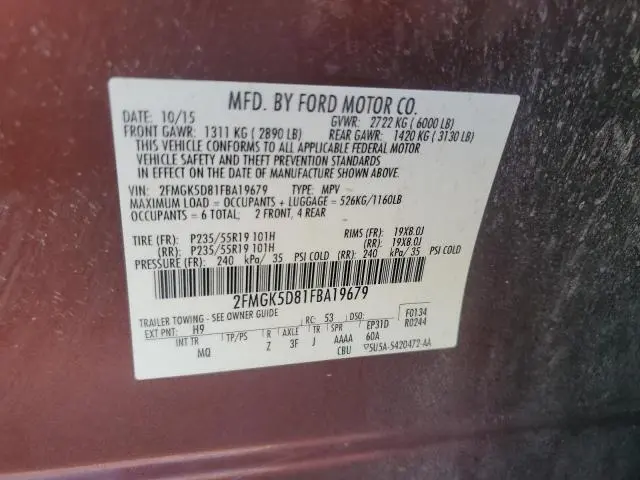 MFD. BY FORD MOTOR CO.
DATE: 10/15 GVWR: 2722 KG ( 6000 LB)
FRONT GAWR: 1311 KG ( 2890 LB) REAR GAWR: 1420 KG ( 3130 LB)
THIS VEHICLE CONFORMS TO ALL APPLICABLE FEDERAL MOTOR
VEHICLE SAFETY AND THEFT PREVENTION STANDARDS
IN EFFECT ON THE DATE OF MANUFACTURE SHOWN ABOVE.
VIN: 2FMGK5D81FBA19679 TYPE: MPV
MAXIMUM LOAD = OCCUPANTS + LUGGAGE = 526KG/1160LB
OCCUPANTS = 6 TOTAL; 2 FRONT, 4 REAR
TIRE (FR): P235/55R19 101H RIMS (FR): 19X8.0J
(RR): P235/55R19 101H (RR): 19X8.0J
PRESSURE (FR): 240 kPa/ 35 PSI COLD (RR): 240 kPa/ 35 PSI COLD
2FMGK5D81FBA19679
TRAILER TOWING - SEE OWNER GUIDE RC: 53 DSO: F0134
EXT PNT: H9 R0244
INT TR TP/PS R AXLE TR SPR EP31D
MQ Z 3F J AAAA 60A
CBU 5U5A-S420472-AA